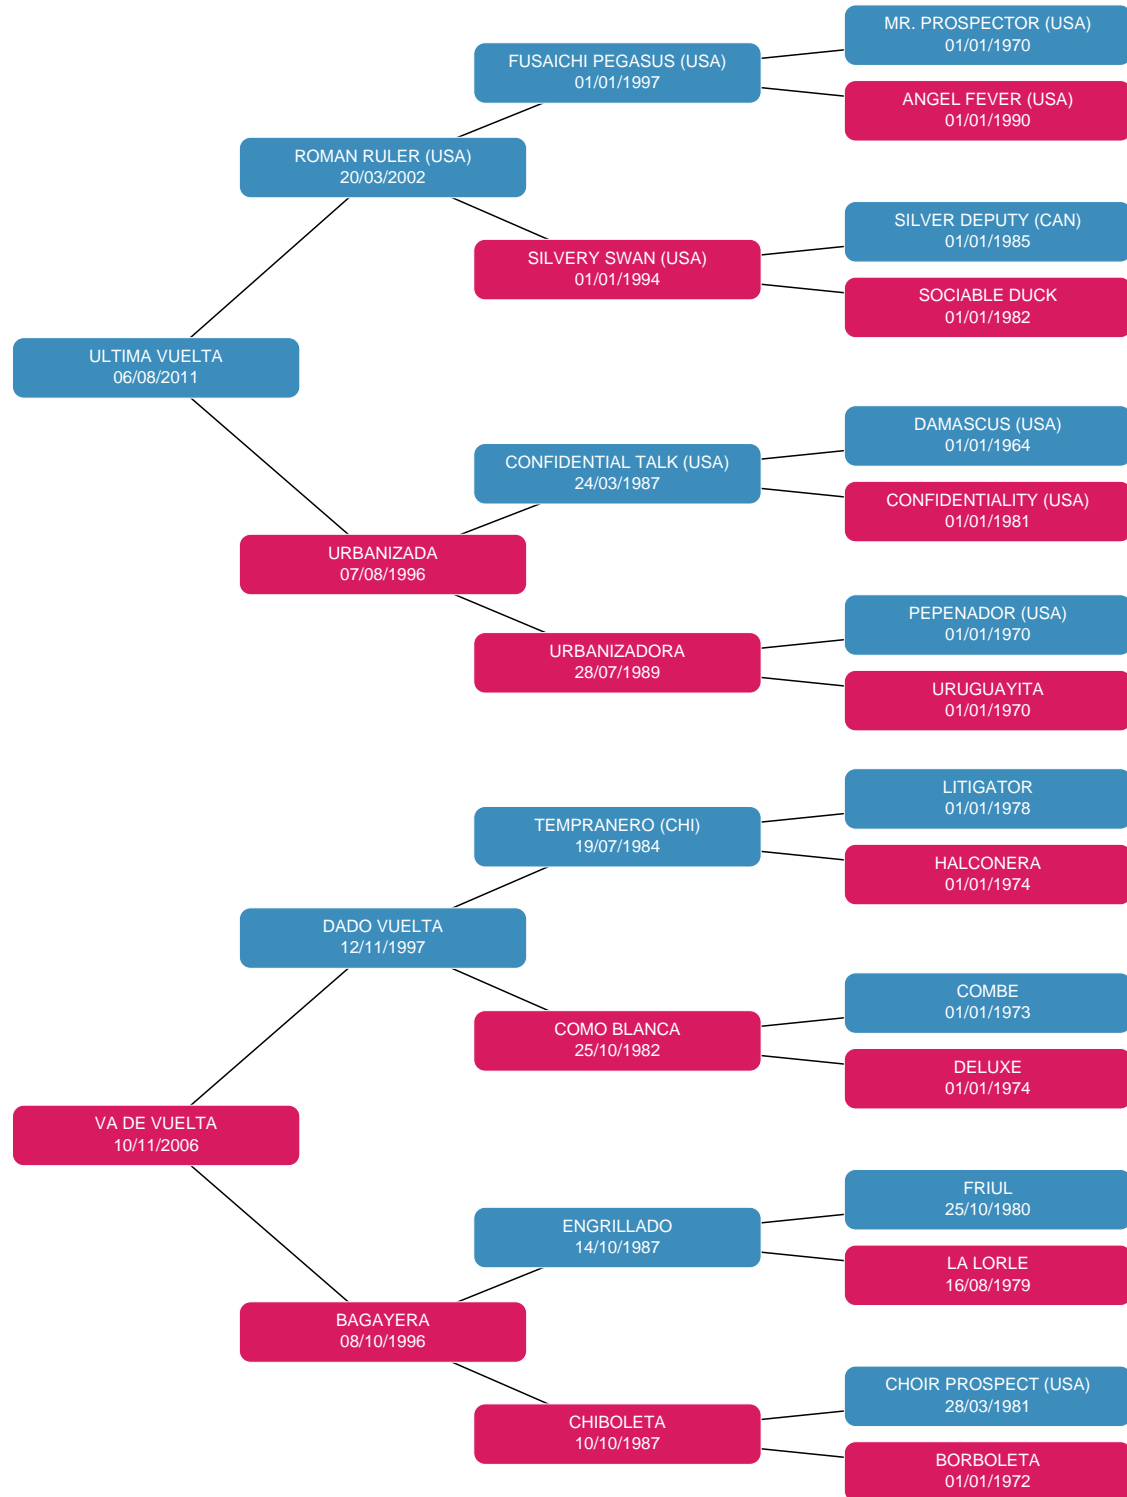 MR. PROSPECTOR (USA)
01/01/1970
FUSAICHI PEGASUS (USA)
01/01/1997
ANGEL FEVER (USA)
01/01/1990
ROMAN RULER (USA)
20/03/2002
SILVER DEPUTY (CAN)
01/01/1985
SILVERY SWAN (USA)
01/01/1994
SOCIABLE DUCK
01/01/1982
ULTIMA VUELTA
06/08/2011
DAMASCUS (USA)
01/01/1964
CONFIDENTIAL TALK (USA)
24/03/1987
CONFIDENTIALITY (USA)
01/01/1981
URBANIZADA
07/08/1996
PEPENADOR (USA)
01/01/1970
URBANIZADORA
28/07/1989
URUGUAYITA
01/01/1970
LITIGATOR
01/01/1978
TEMPRANERO (CHI)
19/07/1984
HALCONERA
01/01/1974
DADO VUELTA
12/11/1997
COMBE
01/01/1973
COMO BLANCA
25/10/1982
DELUXE
01/01/1974
VA DE VUELTA
10/11/2006
FRIUL
25/10/1980
ENGRILLADO
14/10/1987
LA LORLE
16/08/1979
BAGAYERA
08/10/1996
CHOIR PROSPECT (USA)
28/03/1981
CHIBOLETA
10/10/1987
BORBOLETA
01/01/1972